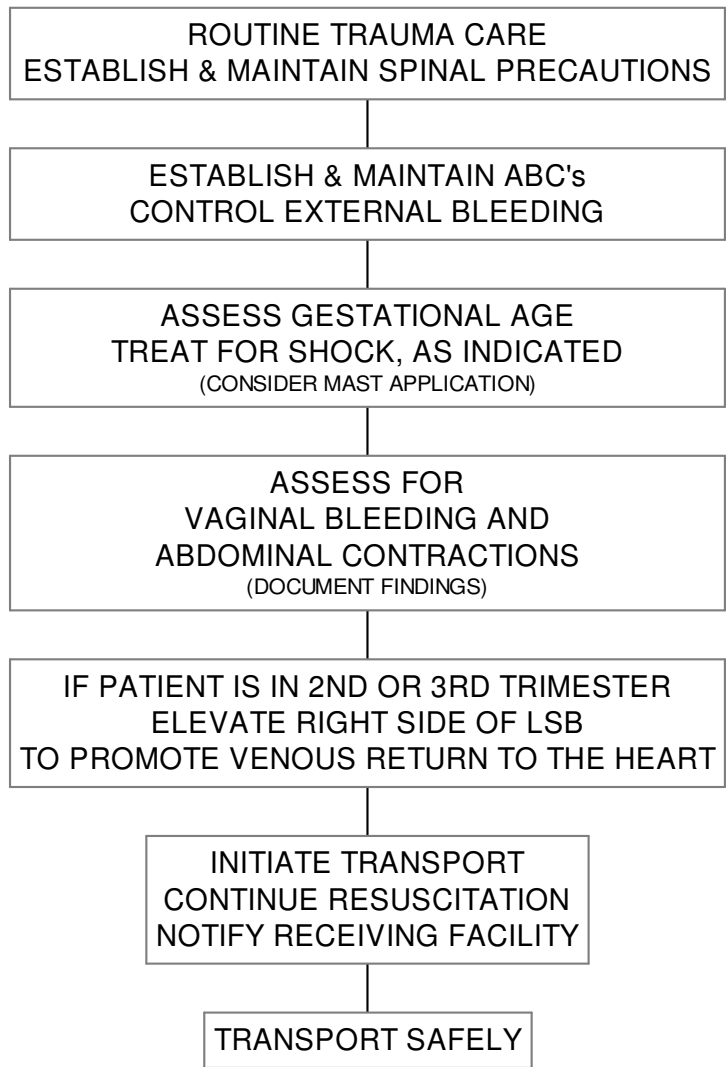 ROUTINE TRAUMA CARE
ESTABLISH & MAINTAIN SPINAL PRECAUTIONS
ESTABLISH & MAINTAIN ABC's
CONTROL EXTERNAL BLEEDING
ASSESS GESTATIONAL AGE
TREAT FOR SHOCK, AS INDICATED
(CONSIDER MAST APPLICATION)
ASSESS FOR
VAGINAL BLEEDING AND
ABDOMINAL CONTRACTIONS
(DOCUMENT FINDINGS)
IF PATIENT IS IN 2ND OR 3RD TRIMESTER
ELEVATE RIGHT SIDE OF LSB
TO PROMOTE VENOUS RETURN TO THE HEART
INITIATE TRANSPORT
CONTINUE RESUSCITATION
NOTIFY RECEIVING FACILITY
TRANSPORT SAFELY